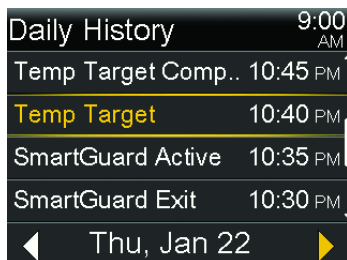 Daily History 9:00 AM
Temp Target Comp.. 10:45 PM
Temp Target 10:40 PM
SmartGuard Active 10:35 PM
SmartGuard Exit 10:30 PM
Thu, Jan 22